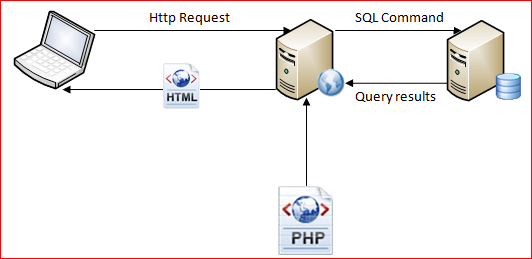 Http Request
SQL Command
HTML
Query results
PHP